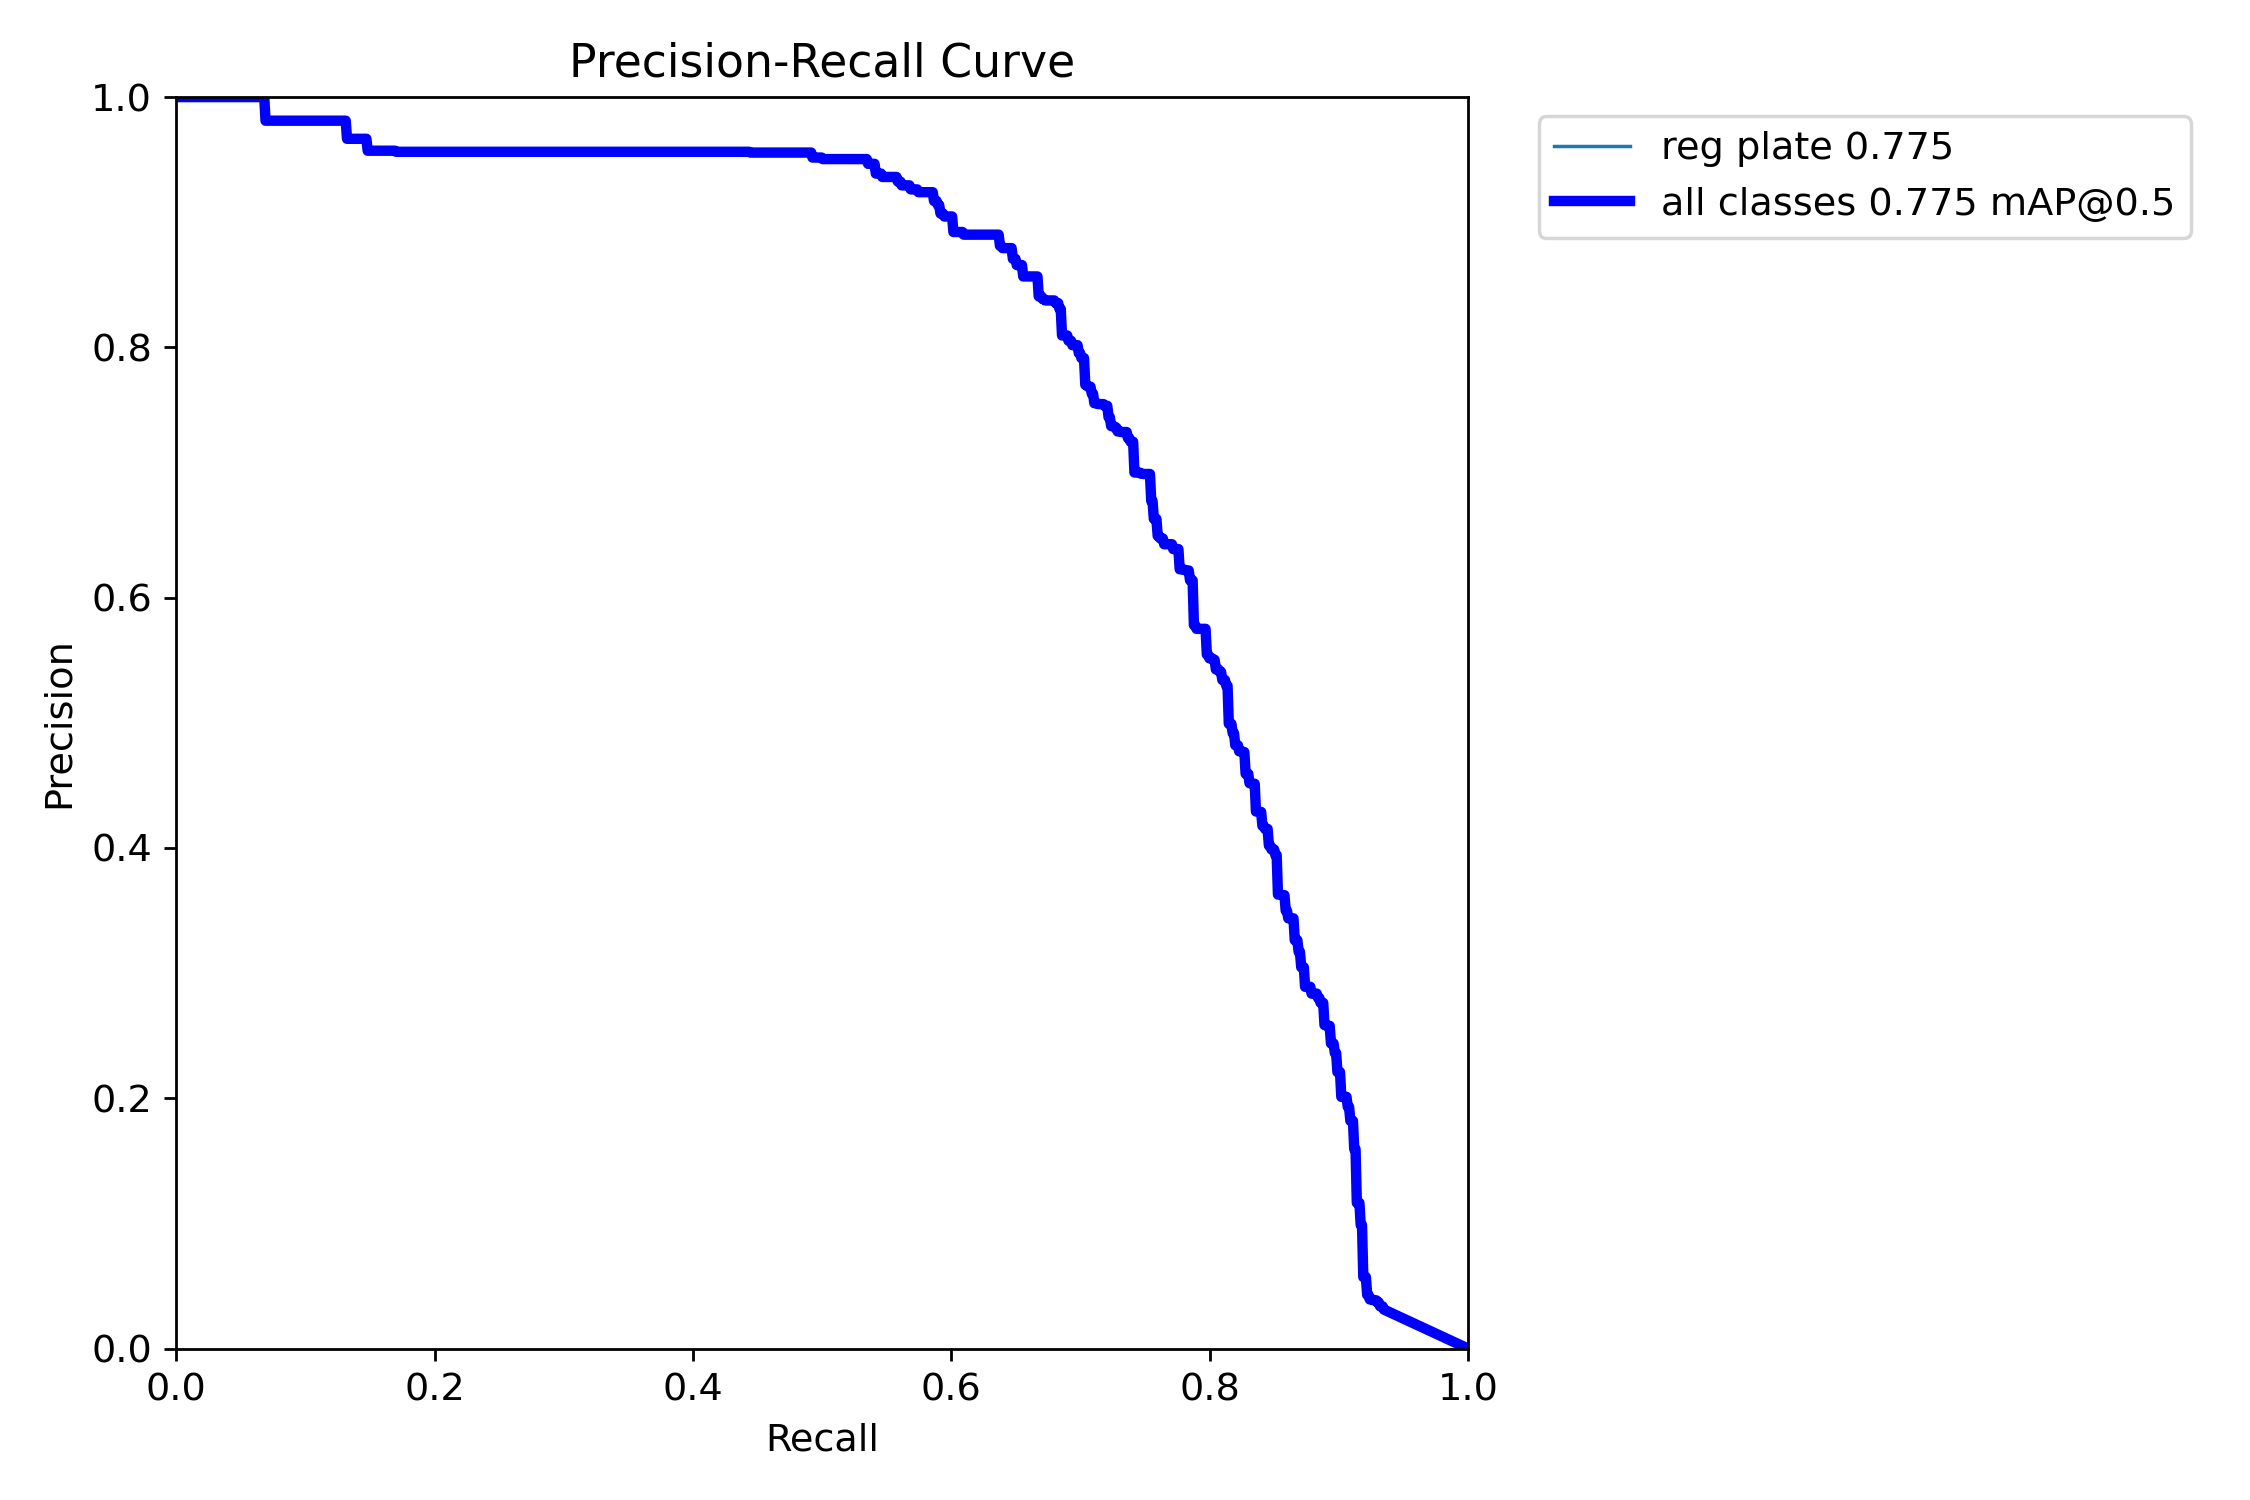 Precision-Recall Curve
1.0
0.8
0.6
0.4
0.2
0.0
Precision
0.0 0.2 0.4 0.6 0.8 1.0
Recall
reg plate 0.775
all classes 0.775 mAP@0.5